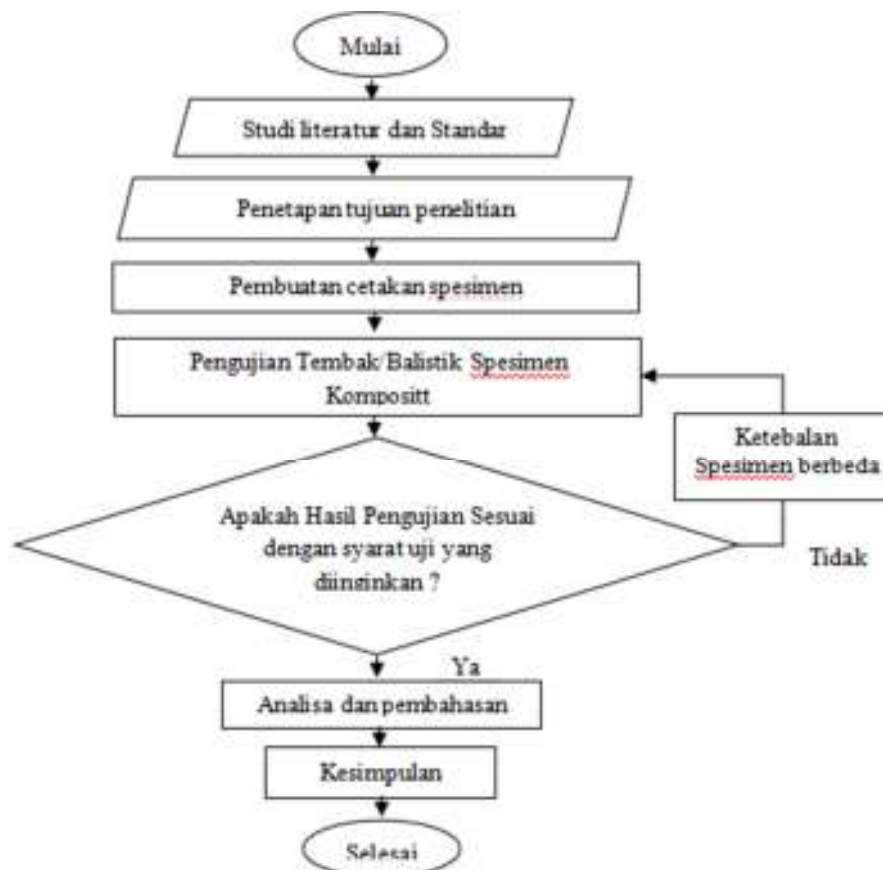 Mulai
Studi literatur dan Standar
Penetapan tujuan penelitian
Pembuatan cetakan spesimen
Pengujian Tembak/Balistik Spesimen
Kompositt
Ketebalan
Spesimen berbeda
Apakah Hasil Pengujian Sesuai
dengan syarat uji yang
diinginkan ?
Tidak
Ya
Analisa dan pembahasan
Kesimpulan
Selesai